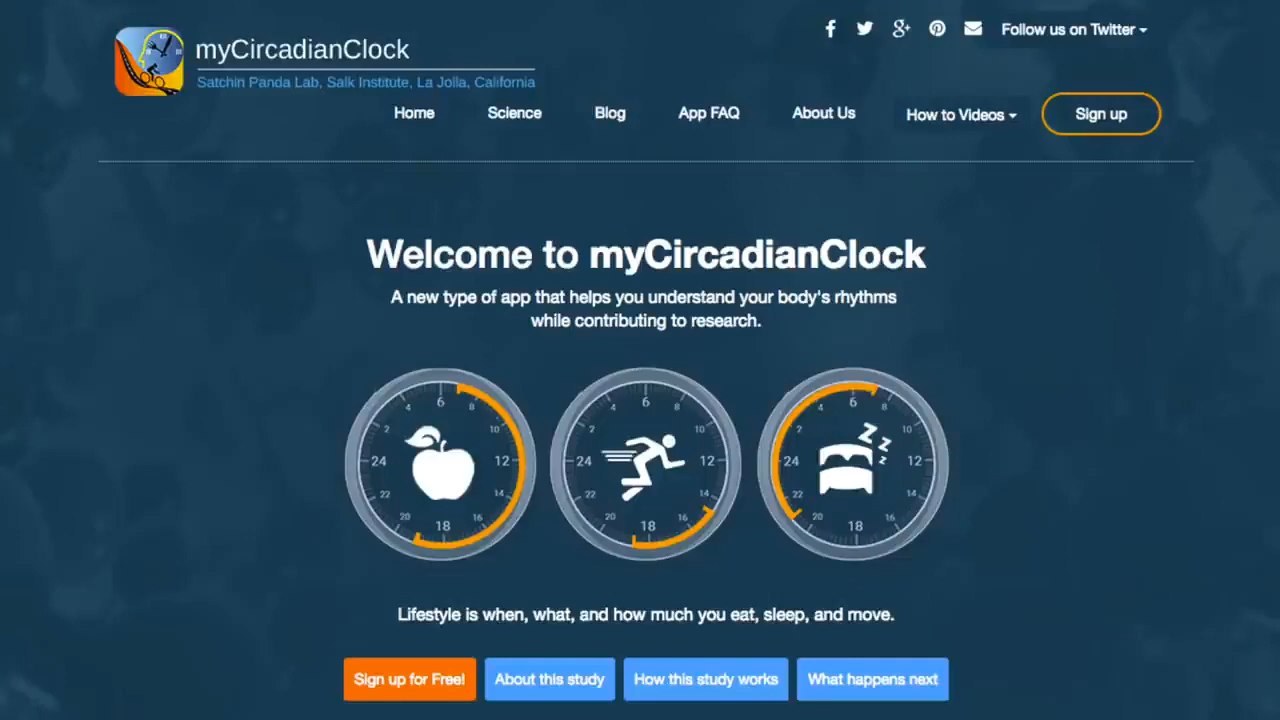 Follow us on Twitter
myCircadianClock
Satchin Panda Lab, Salk Institute, La Jolla, California
Home Science Blog App FAQ About Us How to Videos Sign up
Welcome to myCircadianClock
A new type of app that helps you understand your body's rhythms
while contributing to research.
6 8 10 12 14 16 18 20 22 24 2 4
6 8 10 12 14 16 18 20 22 24 2 4
6 8 10 12 14 16 18 20 22 24 2 4
Z Z Z
Lifestyle is when, what, and how much you eat, sleep, and move.
Sign up for Free! About this study How this study works What happens next